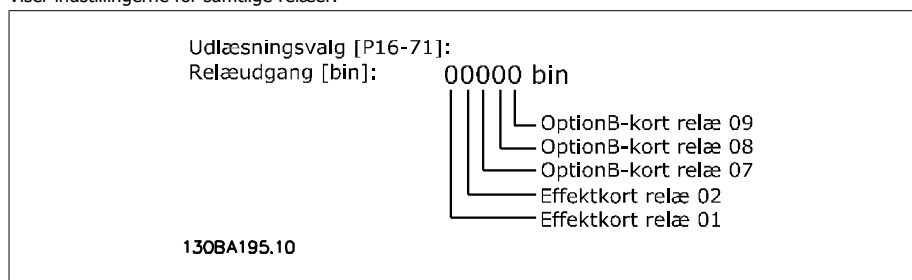 Viser indstillingerne for samtlige relæer.
Udlæsningsvalg [P16-71]:
Relæudgang [bin]: 00000 bin
OptionB-kort relæ 09
OptionB-kort relæ 08
OptionB-kort relæ 07
Effektkort relæ 02
Effektkort relæ 01
130BA195.10